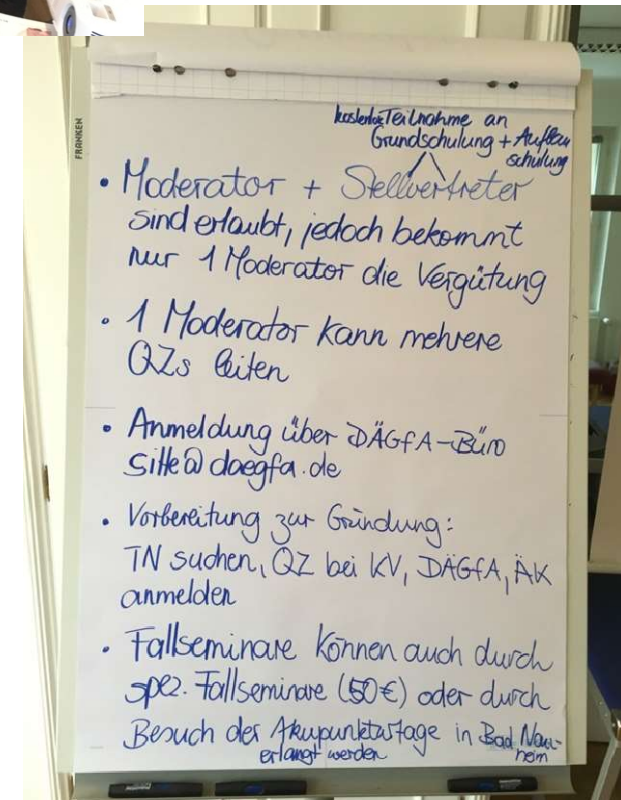 FRANKEN
kostenlose Teilnahme an
Grundschulung + Aufbau
schulung
• Moderator + Stellvertreter
sind erlaubt, jedoch bekommt
nur 1 Moderator die Vergütung
• 1 Moderator kann mehrere
QZs leiten
• Anmeldung über DÄGfA-Büro
Sitte@daegfa.de
• Vorbereitung zur Gründung:
TN suchen, QZ bei KV, DÄGfA, ÄK
anmelden
• Fallseminare können auch durch
spez. Fallseminare (50€) oder durch
Besuch der Akupunkturtage in Bad Nau-
heim
erlangt werden